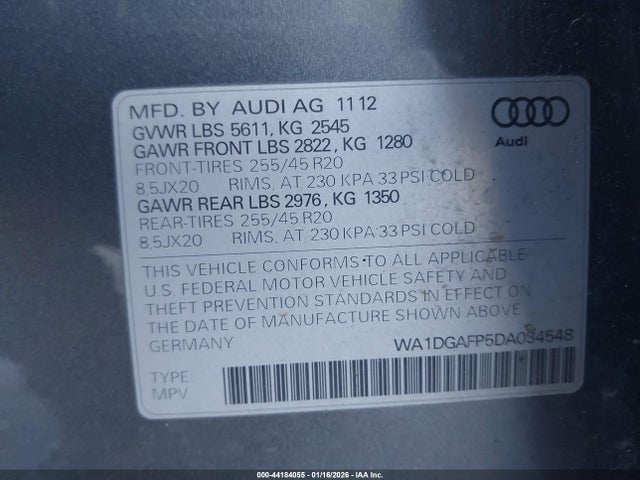 MFD. BY AUDI AG 11 12
GVWR LBS 5611, KG 2545
GAWR FRONT LBS 2822, KG 1280
FRONT-TIRES 255/45 R20
8,5JX20 RIMS, AT 230 KPA 33 PSI COLD
GAWR REAR LBS 2976, KG 1350
REAR-TIRES 255/45 R20
8,5JX20 RIMS, AT 230 KPA 33 PSI COLD
Audi
THIS VEHICLE CONFORMS TO ALL APPLICABLE
U.S. FEDERAL MOTOR VEHICLE SAFETY AND
THEFT PREVENTION STANDARDS IN EFFECT ON
THE DATE OF MANUFACTURE SHOWN ABOVE
GERMANY WA1DGAFP5DA034548
TYPE:
MPV
000-44184055 - 01/16/2026 - IAA Inc.